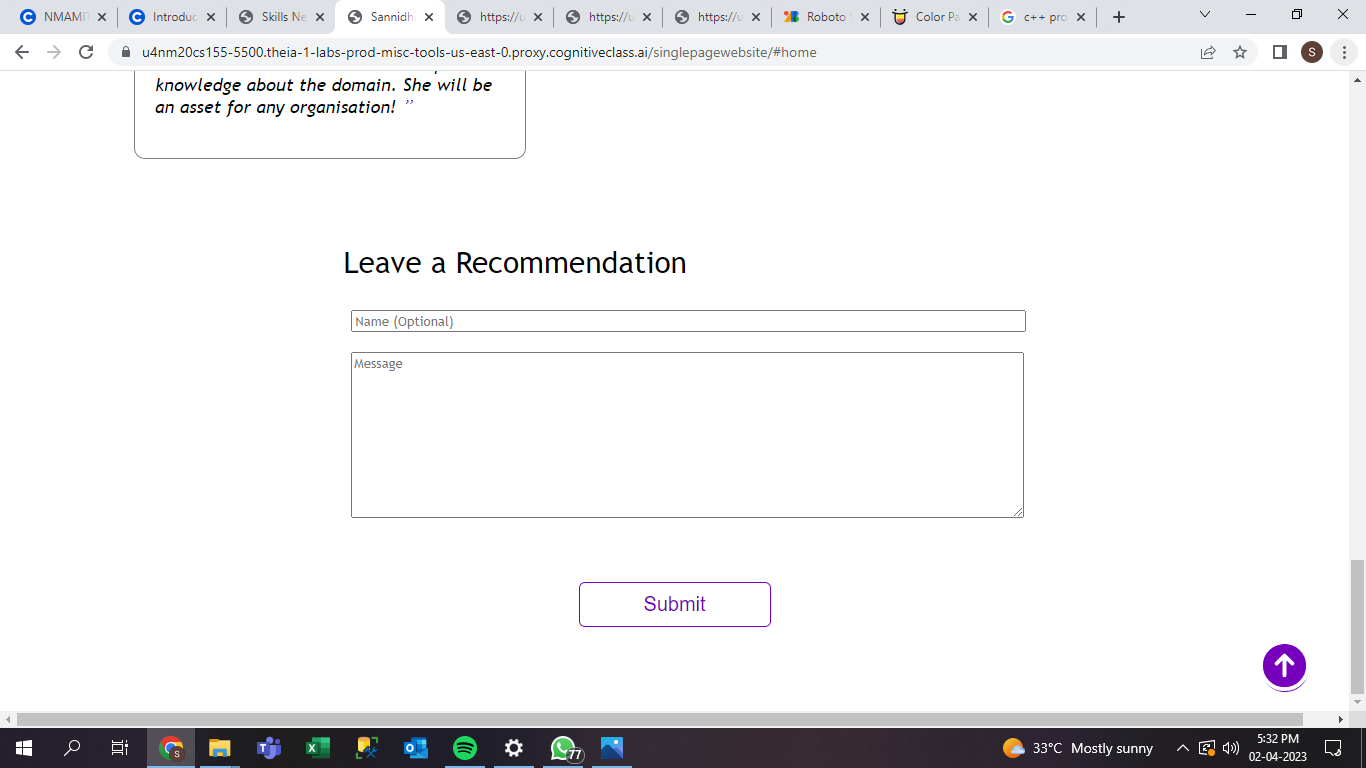 NMAMI
Introduc
Skills Ne
Sannidhi
https://u
https://u
https://u
Roboto
Color Pa
c++ pro
u4nm20cs155-5500.theia-1-labs-prod-misc-tools-us-east-0.proxy.cognitiveclass.ai/singlepagewebsite/#home
S
knowledge about the domain. She will be
an asset for any organisation! ”
Leave a Recommendation
Name (Optional)
Message
Submit
S
77
33°C Mostly sunny
5:32 PM
02-04-2023